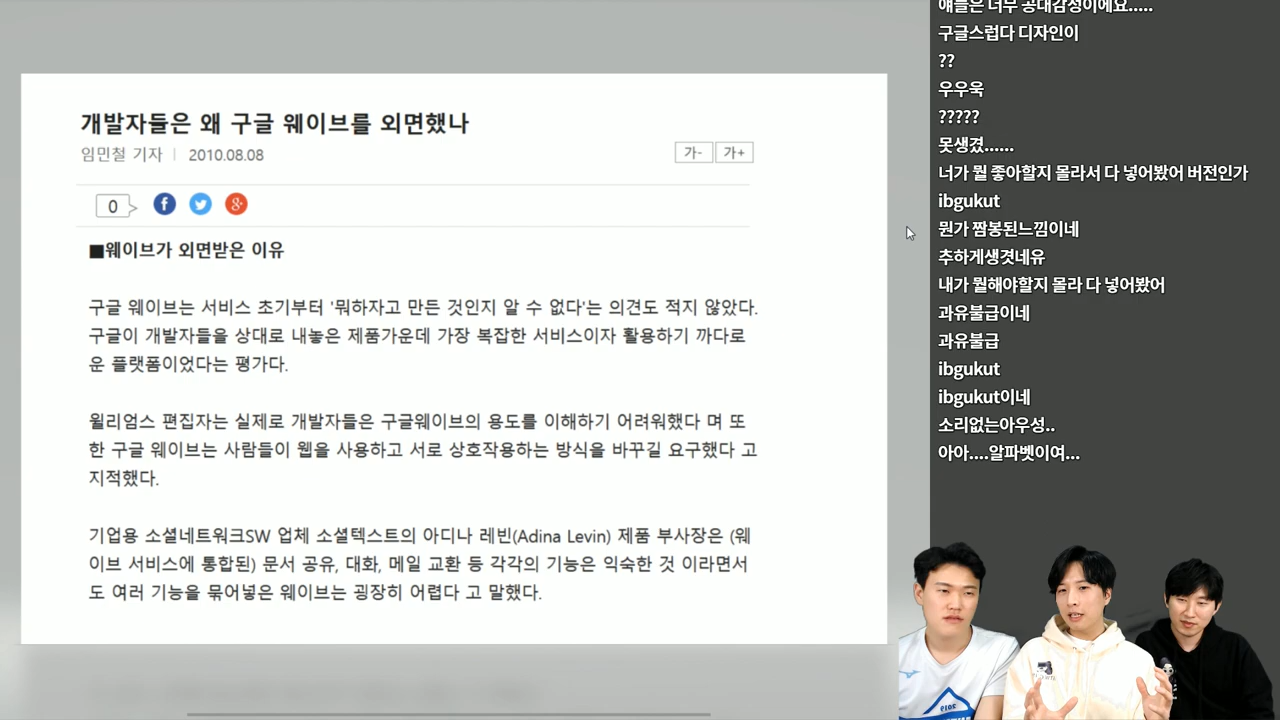 개발자들은 왜 구글 웨이브를 외면했나
임민철 기자 | 2010.08.08
가- 가+
0
■웨이브가 외면받은 이유
구글 웨이브는 서비스 초기부터 '뭐하자고 만든 것인지 알 수 없다'는 의견도 적지 않았다.
구글이 개발자들을 상대로 내놓은 제품가운데 가장 복잡한 서비스이자 활용하기 까다로
운 플랫폼이었다는 평가다.
윌리엄스 편집자는 실제로 개발자들은 구글웨이브의 용도를 이해하기 어려워했다 며 또
한 구글 웨이브는 사람들이 웹을 사용하고 서로 상호작용하는 방식을 바꾸길 요구했다 고
지적했다.
기업용 소셜네트워크SW 업체 소셜텍스트의 아디나 레빈(Adina Levin) 제품 부사장은 (웨
이브 서비스에 통합된) 문서 공유, 대화, 메일 교환 등 각각의 기능은 익숙한 것 이라면서
도 여러 기능을 묶어넣은 웨이브는 굉장히 어렵다 고 말했다.
얘들은 너무 공대감성이에요.....
구글스럽다 디자인이
??
우우욱
?????
못생겼......
너가 뭘 좋아할지 몰라서 다 넣어봤어 버전인가
ibgukut
뭔가 짬봉된느낌이네
추하게생겻네유
내가 뭘해야할지 몰라 다 넣어봤어
과유불급이네
과유불급
ibgukut
ibgukut이네
소리없는아우성..
아아....알파벳이여...